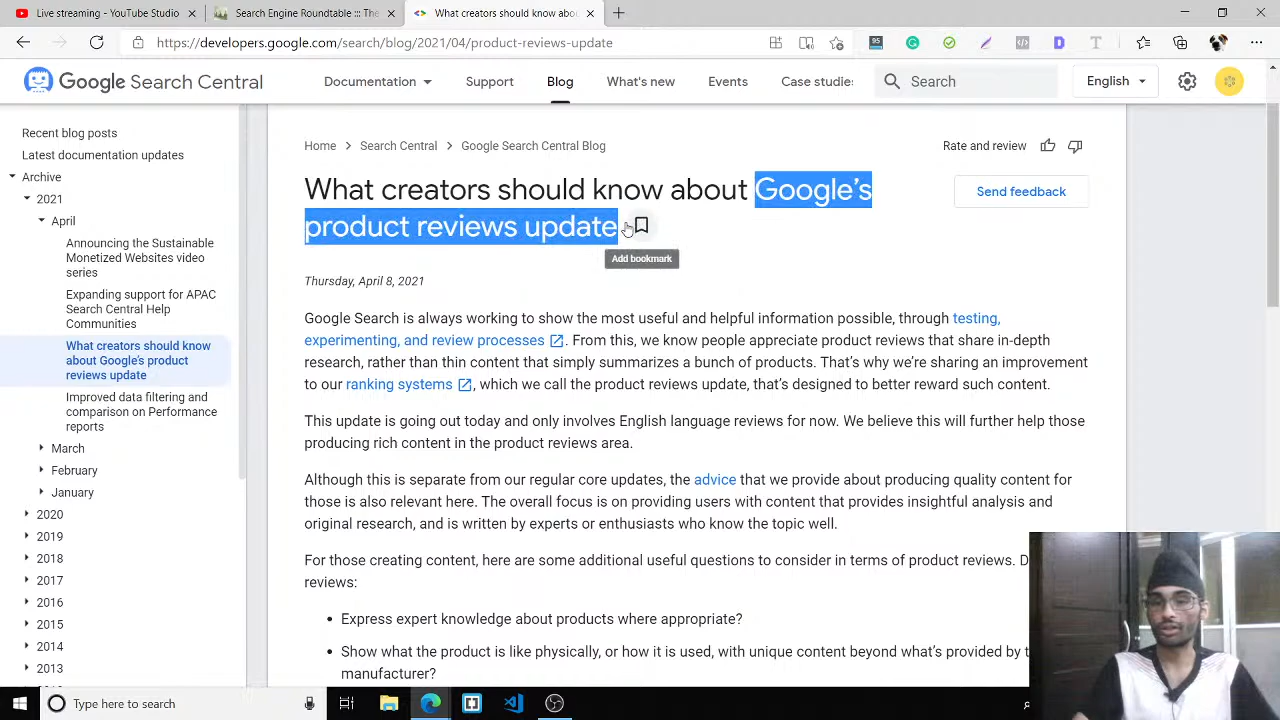 Live streaming - YouTube Studio
Search Engine Roundtable ::: The
What creators should know abou
https://developers.google.com/search/blog/2021/04/product-reviews-update
95
Google Search Central
Documentation
Support
Blog
What's new
Events
Case studies
Search
English
Recent blog posts
Latest documentation updates
Archive
2021
April
Announcing the Sustainable
Monetized Websites video
series
Expanding support for APAC
Search Central Help
Communities
What creators should know
about Google's product
reviews update
Improved data filtering and
comparison on Performance
reports
March
February
January
2020
2019
2018
2017
2016
2015
2014
2013
Home > Search Central > Google Search Central Blog
Rate and review
What creators should know about Google's
product reviews update
Send feedback
Add bookmark
Thursday, April 8, 2021
Google Search is always working to show the most useful and helpful information possible, through testing,
experimenting, and review processes. From this, we know people appreciate product reviews that share in-depth
research, rather than thin content that simply summarizes a bunch of products. That's why we're sharing an improvement
to our ranking systems, which we call the product reviews update, that's designed to better reward such content.
This update is going out today and only involves English language reviews for now. We believe this will further help those
producing rich content in the product reviews area.
Although this is separate from our regular core updates, the advice that we provide about producing quality content for
those is also relevant here. The overall focus is on providing users with content that provides insightful analysis and
original research, and is written by experts or enthusiasts who know the topic well.
For those creating content, here are some additional useful questions to consider in terms of product reviews. D
reviews:
• Express expert knowledge about products where appropriate?
• Show what the product is like physically, or how it is used, with unique content beyond what's provided by t
manufacturer?
Type here to search